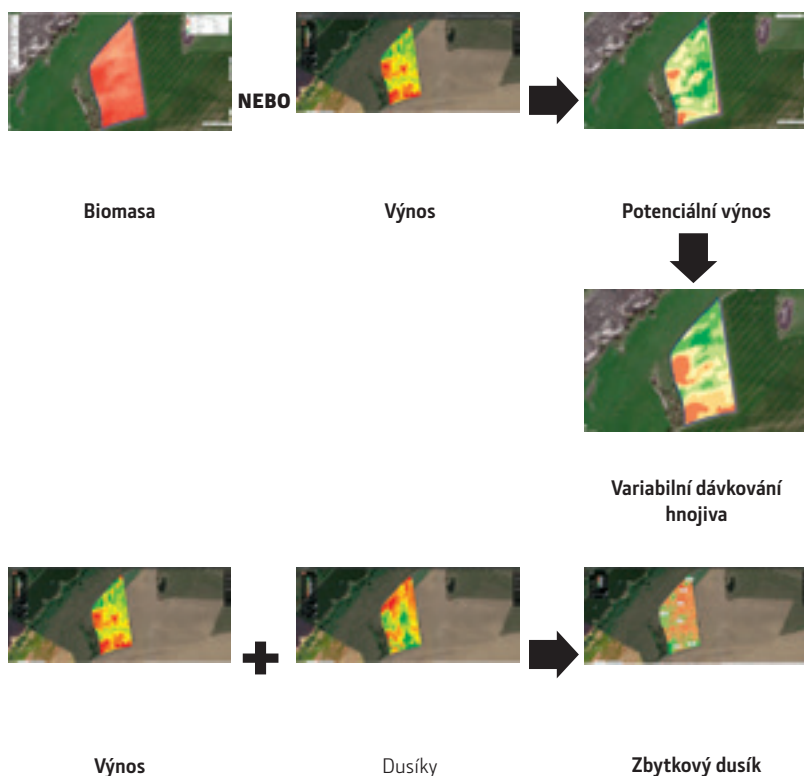 NEBO
Biomasa
Výnos
Potenciální výnos
Variabilní dávkování
hnojiva
Výnos
Dusíky
Zbytkový dusík